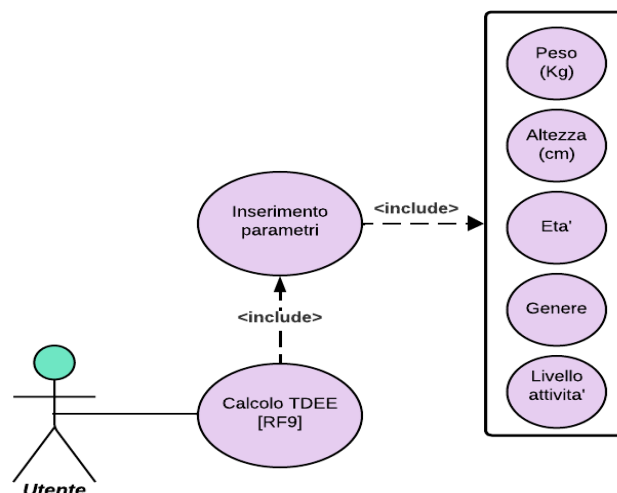 Peso
(Kg)
Altezza
(cm)
Eta'
Genere
Livello
attivita'
<include>
Inserimento
parametri
<include>
Calcolo TDEE
[RF9]
Utente